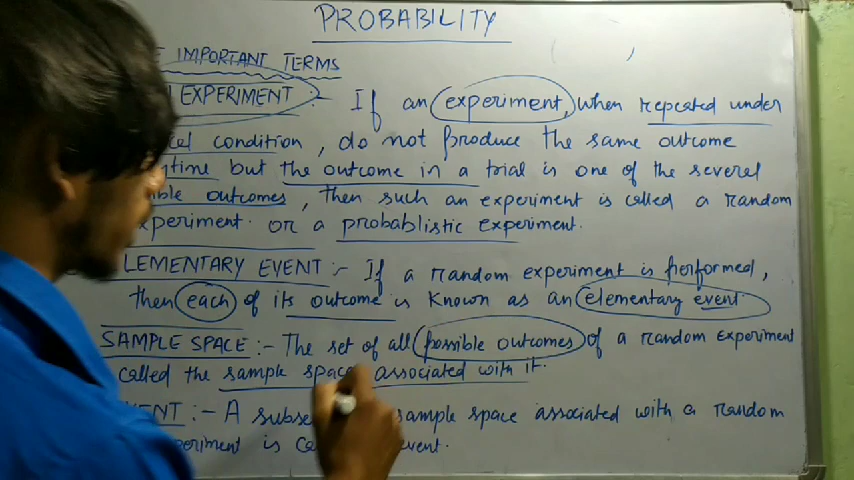 PROBABILITY
IMPORTANT TERMS
EXPERIMENT :- If an experiment, when repeated under
condition, do not produce the same outcome
but the outcome in a trial is one of the several
outcomes, then such an experiment is called a random
experiment or a probablistic experiment.
LEMENTARY EVENT :- If a random experiment is performed,
then each of its outcome is known as an elementary event.
SAMPLE SPACE :- The set of all possible outcomes of a random experiment
called the sample space associated with it.
:- A sample space associated with a random
is event.